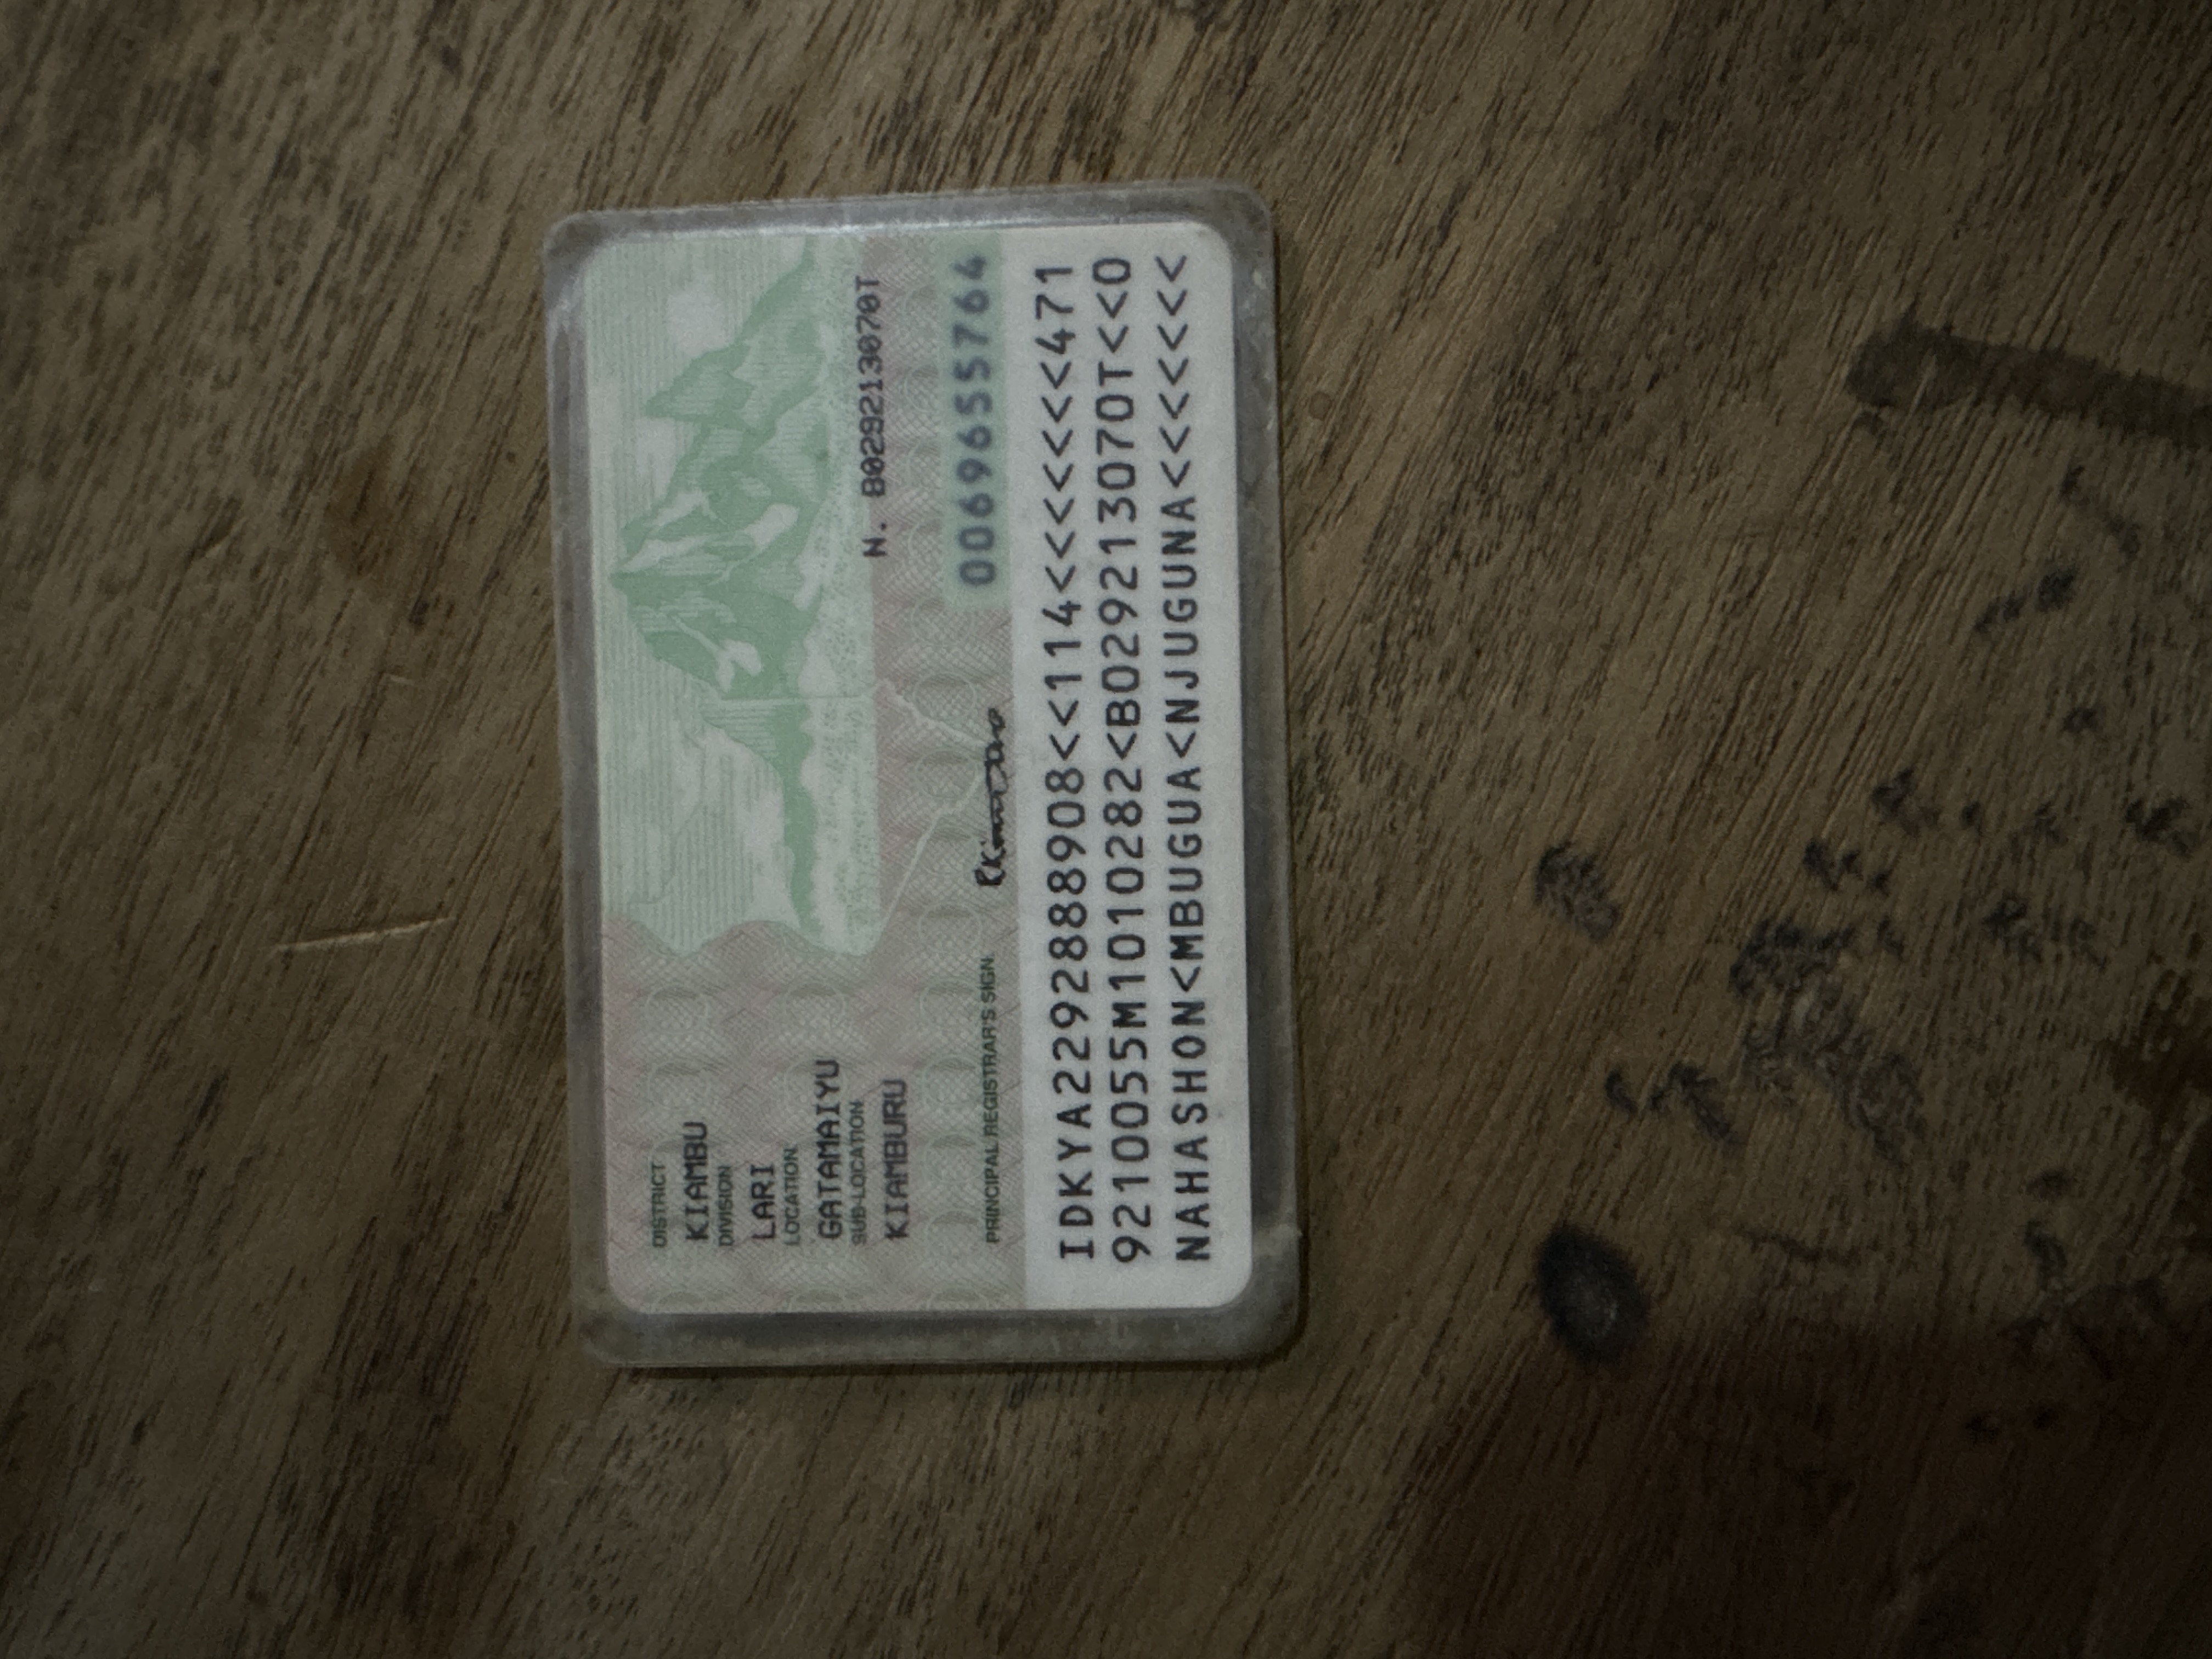 DISTRICT
KIAMBU
DIVISION
LARI
LOCATION
GATAMAIYU
SUB-LOCATION
KIAMBURU
N. B029213070T
PRINCIPAL REGISTRAR'S SIGN.
0069655764
IDKYA2292888908<<114<<<<<<<<471
9210055M1010282<B029213070T<<0
NAHASHON<MBUGUA<NJUGUNA<<<<<<<